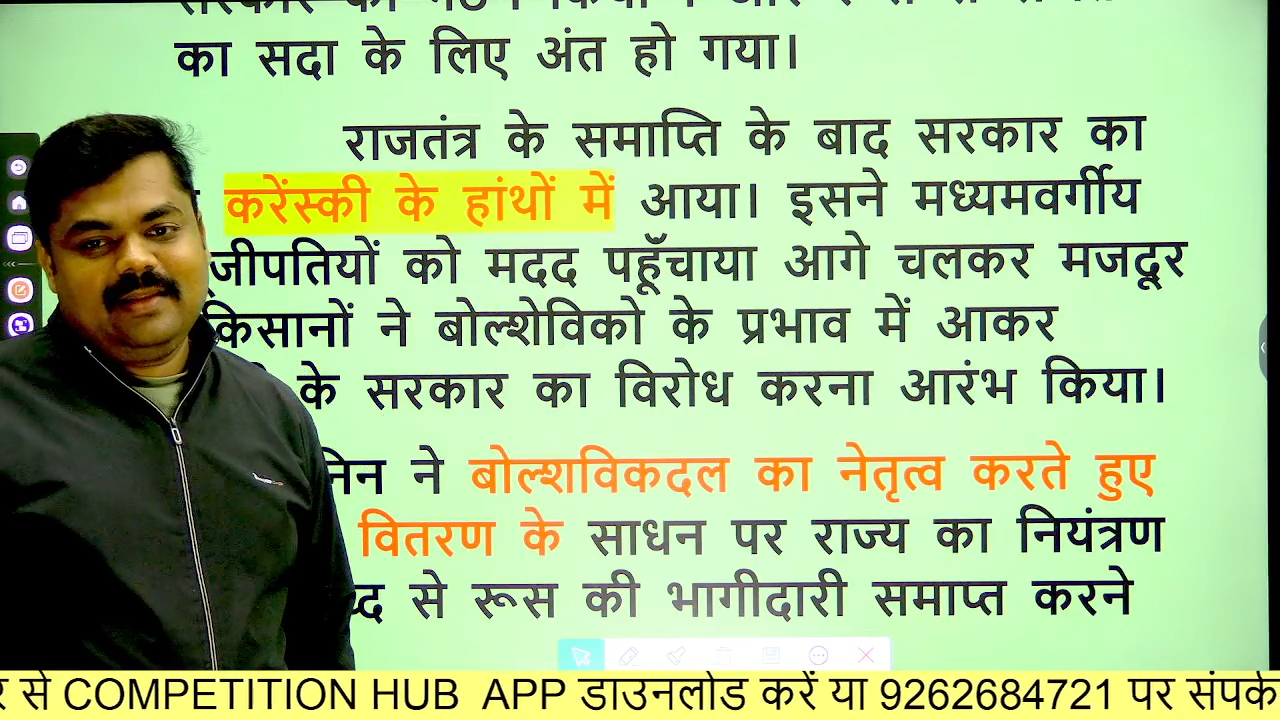 का सदा के लिए अंत हो गया।
राजतंत्र के समाप्ति के बाद सरकार का
करेंस्की के हांथों में आया। इसने मध्यमवर्गीय
जीपतियों को मदद पहूँचाया आगे चलकर मजदूर
किसानों ने बोल्शेविको के प्रभाव में आकर
के सरकार का विरोध करना आरंभ किया।
निन ने बोल्शविकदल का नेतृत्व करते हुए
वितरण के साधन पर राज्य का नियंत्रण
से रूस की भागीदारी समाप्त करने
र से COMPETITION HUB APP डाउनलोड करें या 9262684721 पर संपर्क